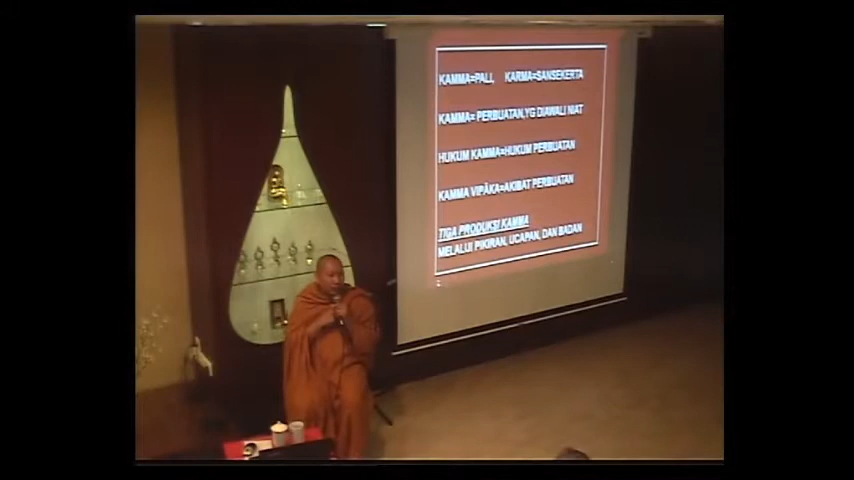 KAMMA=PALI, KARMA=SANSEKERTA
KAMMA= PERBUATAN,YG DIAWALI NIAT
HUKUM KAMMA=HUKUM PERBUATAN
KAMMA VIPĀKA=AKIBAT PERBUATAN
TIGA PRODUKSI KAMMA
MELALUI PIKIRAN, UCAPAN, DAN BADAN